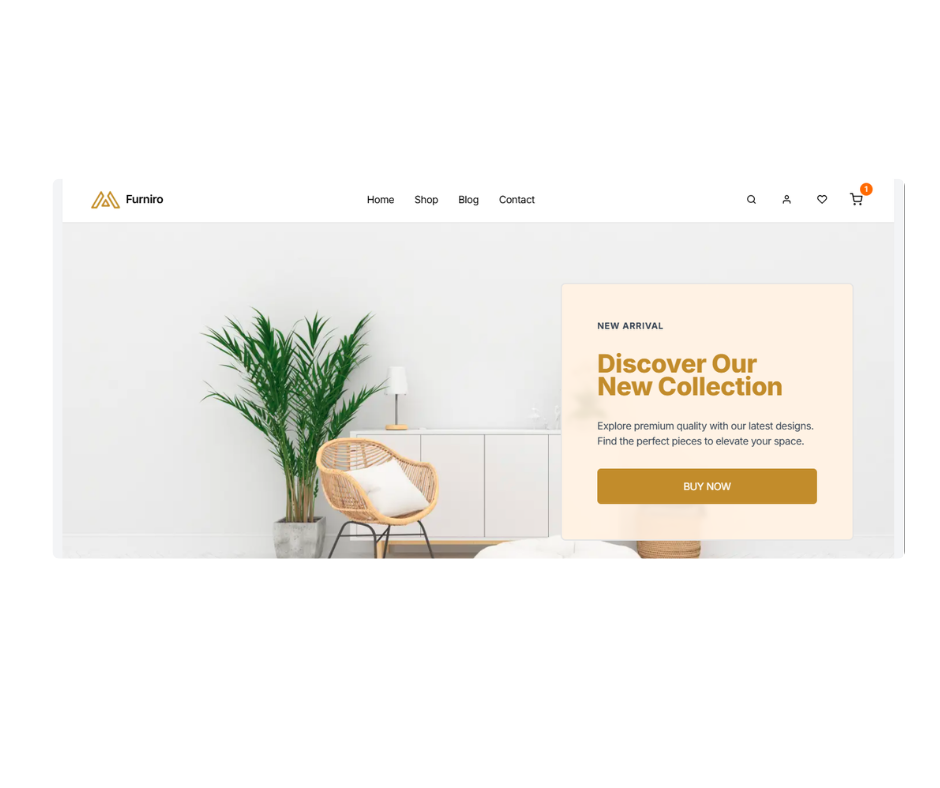 Furniro
Home
Shop
Blog
Contact
1
NEW ARRIVAL
Discover Our
New Collection
Explore premium quality with our latest designs.
Find the perfect pieces to elevate your space.
BUY NOW